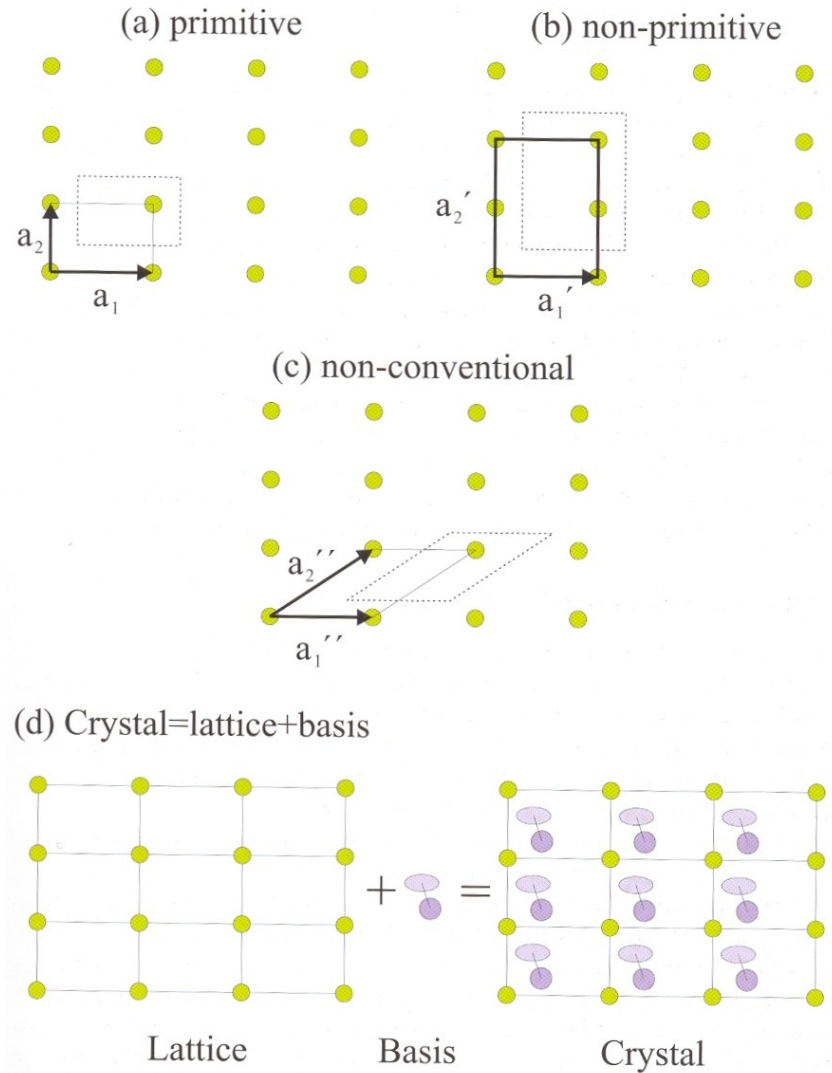 (a) primitive
(b) non-primitive
a₂
a₁
a₂′
a₁′
(c) non-conventional
a₂′′
a₁′′
(d) Crystal=lattice+basis
+
=
Lattice
Basis
Crystal